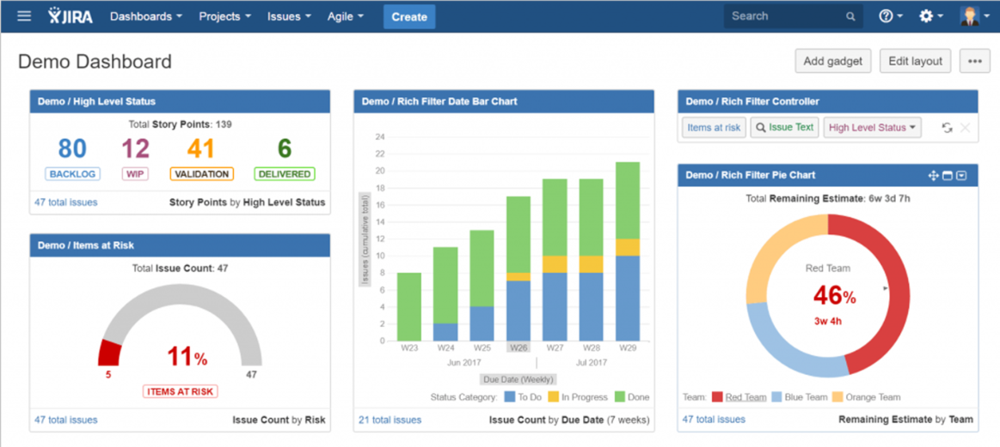 JIRA Dashboards Projects Issues Agile Create Search
Demo Dashboard
Add gadget Edit layout
Demo / High Level Status
Total Story Points: 139
80 12 41 6
BACKLOG WIP VALIDATION DELIVERED
47 total issues Story Points by High Level Status
Demo / Items at Risk
Total Issue Count: 47
11%
5 47
ITEMS AT RISK
47 total issues Issue Count by Risk
Demo / Rich Filter Date Bar Chart
Issues (cumulative total)
24
22
20
18
16
14
12
10
8
6
4
2
0
W23 W24 W25 W26 W27 W28 W29
Jun 2017 Jul 2017
Due Date (Weekly)
Status Category: To Do In Progress Done
21 total issues Issue Count by Due Date (7 weeks)
Demo / Rich Filter Controller
Items at risk Issue Text High Level Status
Demo / Rich Filter Pie Chart
Total Remaining Estimate: 6w 3d 7h
Red Team
46%
3w 4h
Team: Red Team Blue Team Orange Team
47 total issues Remaining Estimate by Team